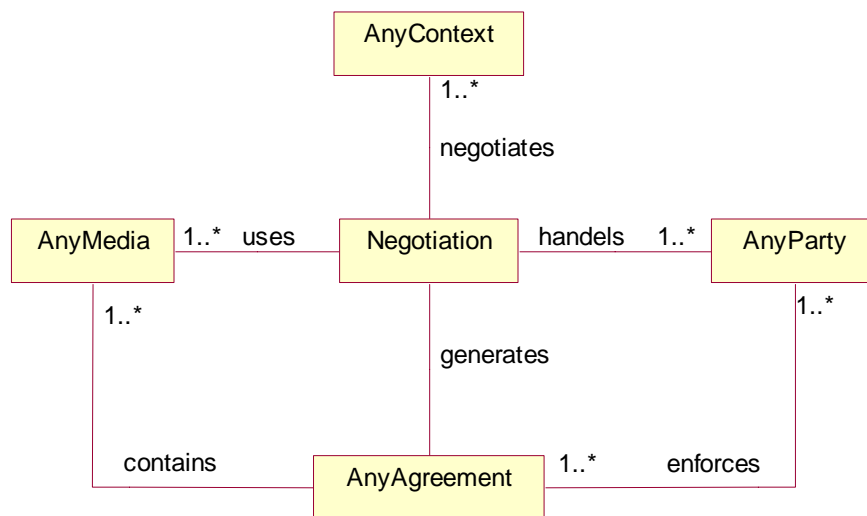 AnyContext
1..*
negotiates
AnyMedia
1..* uses
Negotiation
handels 1..*
AnyParty
1..*
1..*
generates
contains
AnyAgreement
1..*
enforces